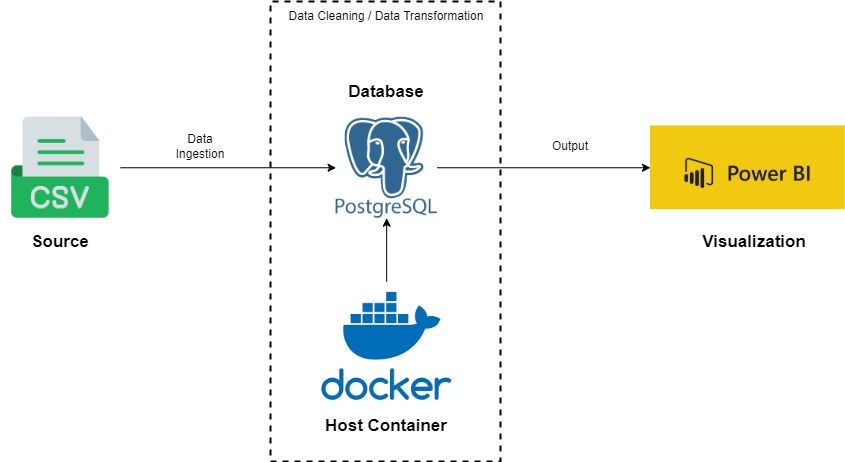 Data Cleaning / Data Transformation
Database
Data
Ingestion
Output
CSV
PostgreSQL
Power BI
Source
Visualization
docker
Host Container